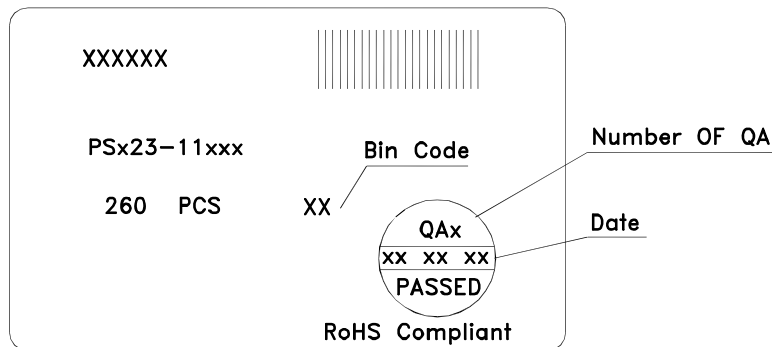 XXXXXX
PSx23-11xxx
Bin Code
Number OF QA
260 PCS
XX
QAx
Date
xx xx xx
PASSED
RoHS Compliant